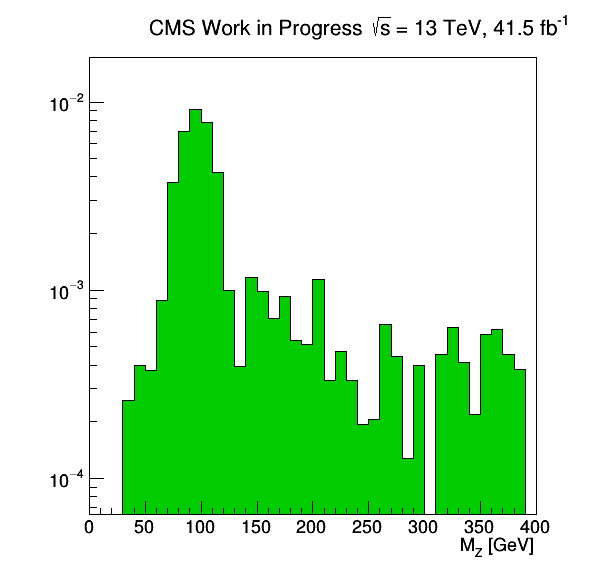 CMS Work in Progress √s = 13 TeV, 41.5 fb⁻¹
10⁻²
10⁻³
10⁻⁴
0 50 100 150 200 250 300 350 400
M_Z [GeV]